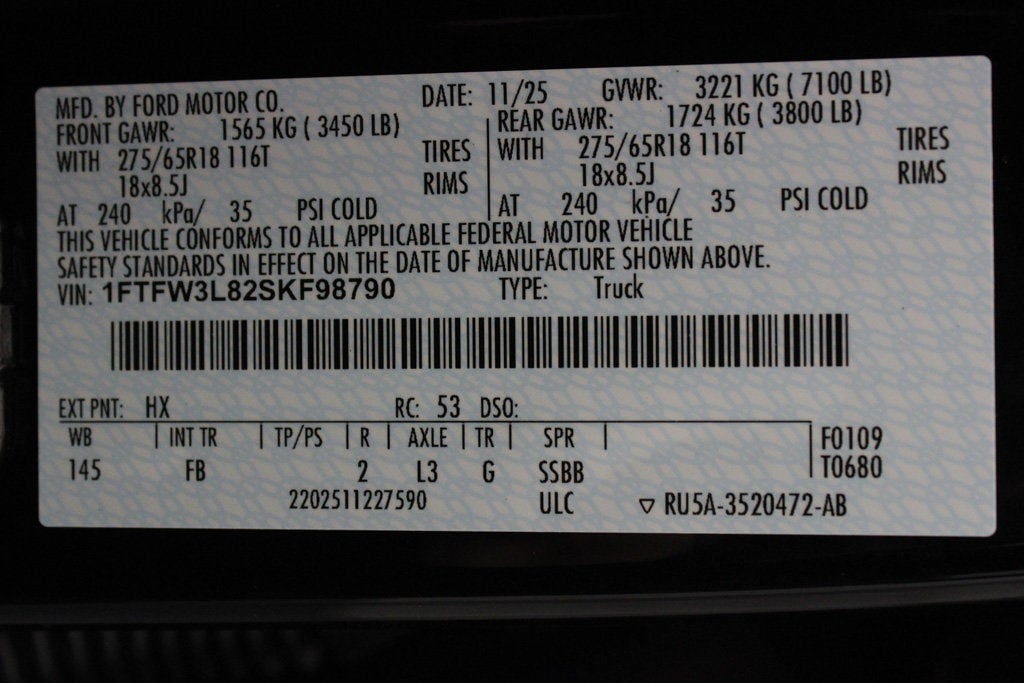 MFD. BY FORD MOTOR CO. DATE: 11/25 GVWR: 3221 KG ( 7100 LB)
FRONT GAWR: 1565 KG ( 3450 LB) REAR GAWR: 1724 KG ( 3800 LB)
WITH 275/65R18 116T TIRES WITH 275/65R18 116T TIRES
18x8.5J RIMS 18x8.5J RIMS
AT 240 kPa/ 35 PSI COLD AT 240 kPa/ 35 PSI COLD
THIS VEHICLE CONFORMS TO ALL APPLICABLE FEDERAL MOTOR VEHICLE
SAFETY STANDARDS IN EFFECT ON THE DATE OF MANUFACTURE SHOWN ABOVE.
VIN: 1FTFW3L82SKF98790 TYPE: Truck
EXT PNT: HX RC: 53 DSO:
WB INT TR TP/PS R AXLE TR SPR F0109
145 FB 2 L3 G SSBB T0680
2202511227590 ULC ▽ RU5A-3520472-AB